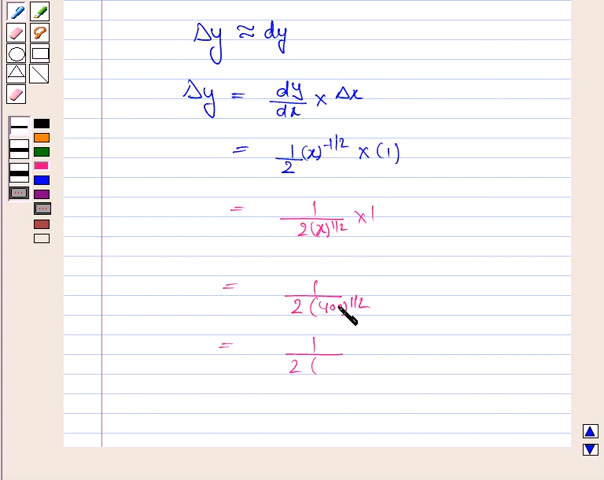 Δy ≈ dy
Δy = dy/dx × Δx
= 1/2 (x)^-1/2 × (1)
= 1/2(x)^1/2 × 1
= 1/2(400)^1/2
= 1/2(